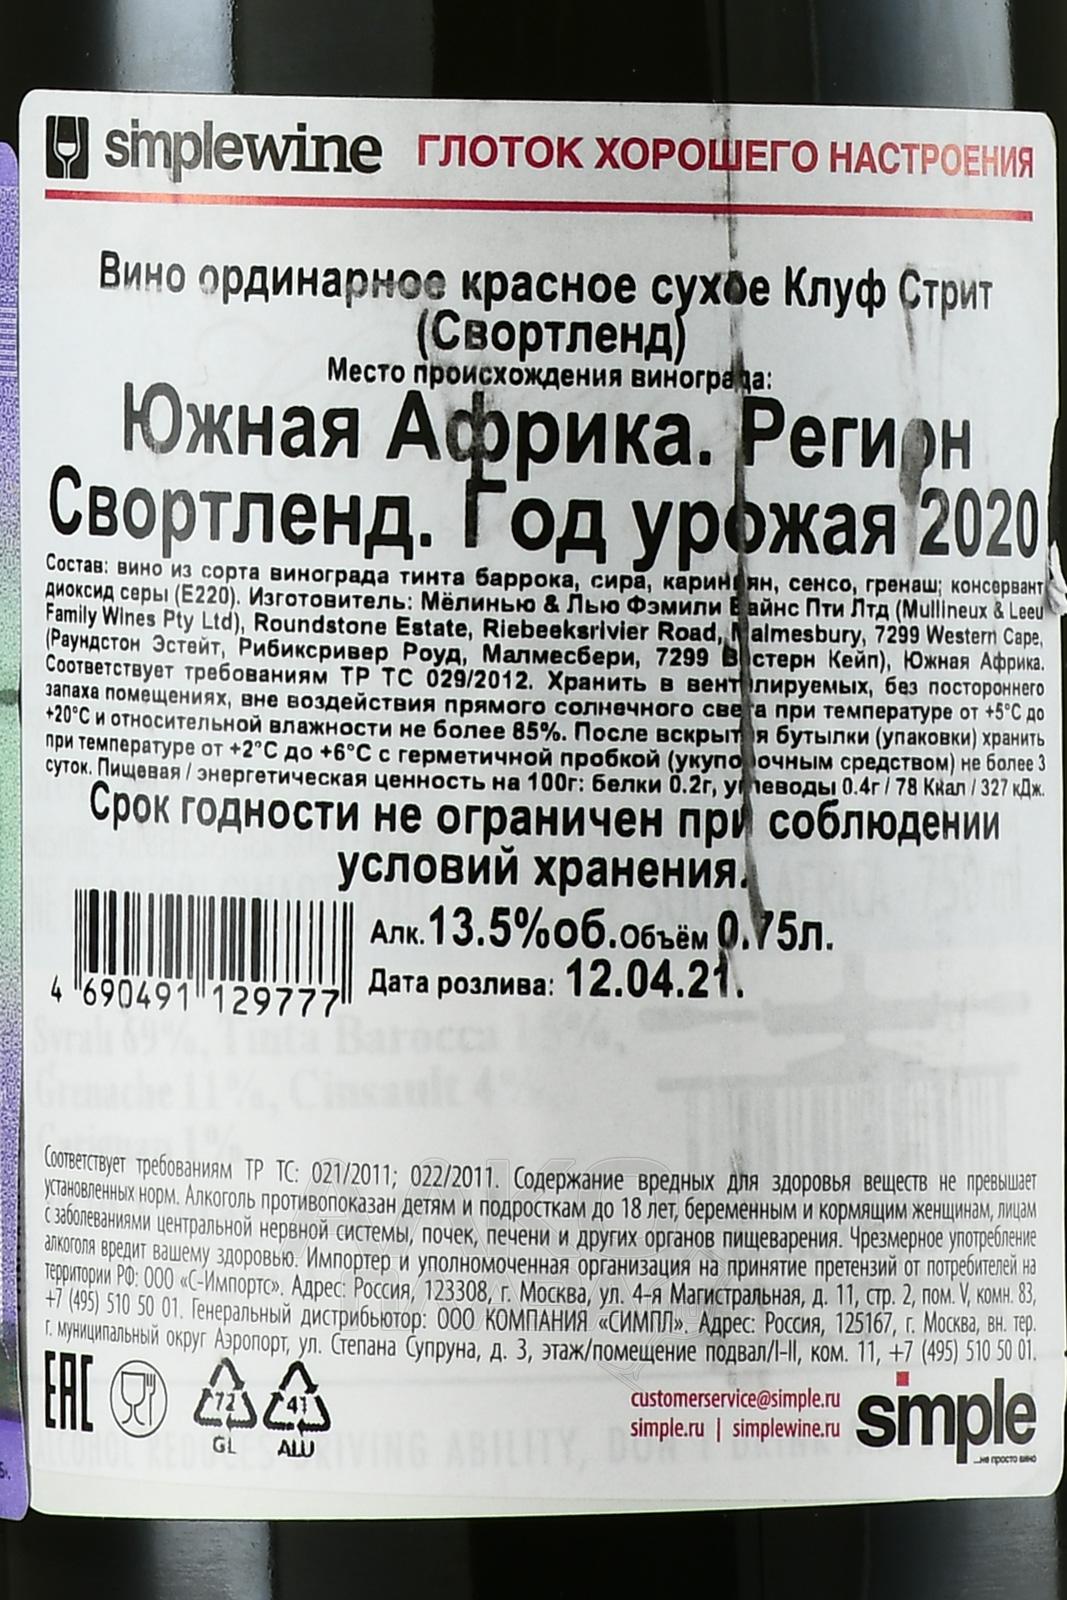 simplewine ГЛОТОК ХОРОШЕГО НАСТРОЕНИЯ
Вино ординарное красное сухое Клуф Стрит
(Свортленд)
Место происхождения винограда:
Южная Африка. Регион
Свортленд. Год урожая 2020
Состав: вино из сорта винограда тинта баррока, сира, кариньян, сенсо, гренаш; консервант
диоксид серы (Е220). Изготовитель: Мёлинью & Лью Фэмили Вайнс Пти Лтд (Mullineux & Leeu
Family Wines Pty Ltd), Roundstone Estate, Riebeeksrivier Road, Malmesbury, 7299 Western Cape,
(Раундстон Эстейт, Рибиксривер Роуд, Малмесбери, 7299 Вестерн Кейп), Южная Африка.
Соответствует требованиям ТР ТС 029/2012. Хранить в вентилируемых, без постороннего
запаха помещениях, вне воздействия прямого солнечного света при температуре от +5°С до
+20°С и относительной влажности не более 85%. После вскрытия бутылки (упаковки) хранить
при температуре от +2°С до +6°С с герметичной пробкой (укупорочным средством) не более 3
суток. Пищевая / энергетическая ценность на 100г: белки 0.2г, углеводы 0.4г / 78 Ккал / 327 кДж.
Срок годности не ограничен при соблюдении
условий хранения.
Алк.13.5%об.Объём 0.75л.
Дата розлива: 12.04.21.
4 690491 129777
Syrah 69%, Tinta Barocca 15%,
Grenache 11%, Cinsault 4%,
Carignan 1%
Соответствует требованиям ТР ТС: 021/2011; 022/2011. Содержание вредных для здоровья веществ не превышает
установленных норм. Алкоголь противопоказан детям и подросткам до 18 лет, беременным и кормящим женщинам, лицам
с заболеваниями центральной нервной системы, почек, печени и других органов пищеварения. Чрезмерное употребление
алкоголя вредит вашему здоровью. Импортер и уполномоченная организация на принятие претензий от потребителей на
территории РФ: ООО «С-Импортс». Адрес: Россия, 123308, г. Москва, ул. 4-я Магистральная, д. 11, стр. 2, пом. V, комн. 83,
+7 (495) 510 50 01. Генеральный дистрибьютор: ООО КОМПАНИЯ «СИМПЛ». Адрес: Россия, 125167, г. Москва, вн. тер.
г. муниципальный округ Аэропорт, ул. Степана Супруна, д. 3, этаж/помещение подвал/I-II, ком. 11, +7 (495) 510 50 01.
EAC
72
GL
41
ALU
customerservice@simple.ru
simple.ru | simplewine.ru
simple
...не просто вино